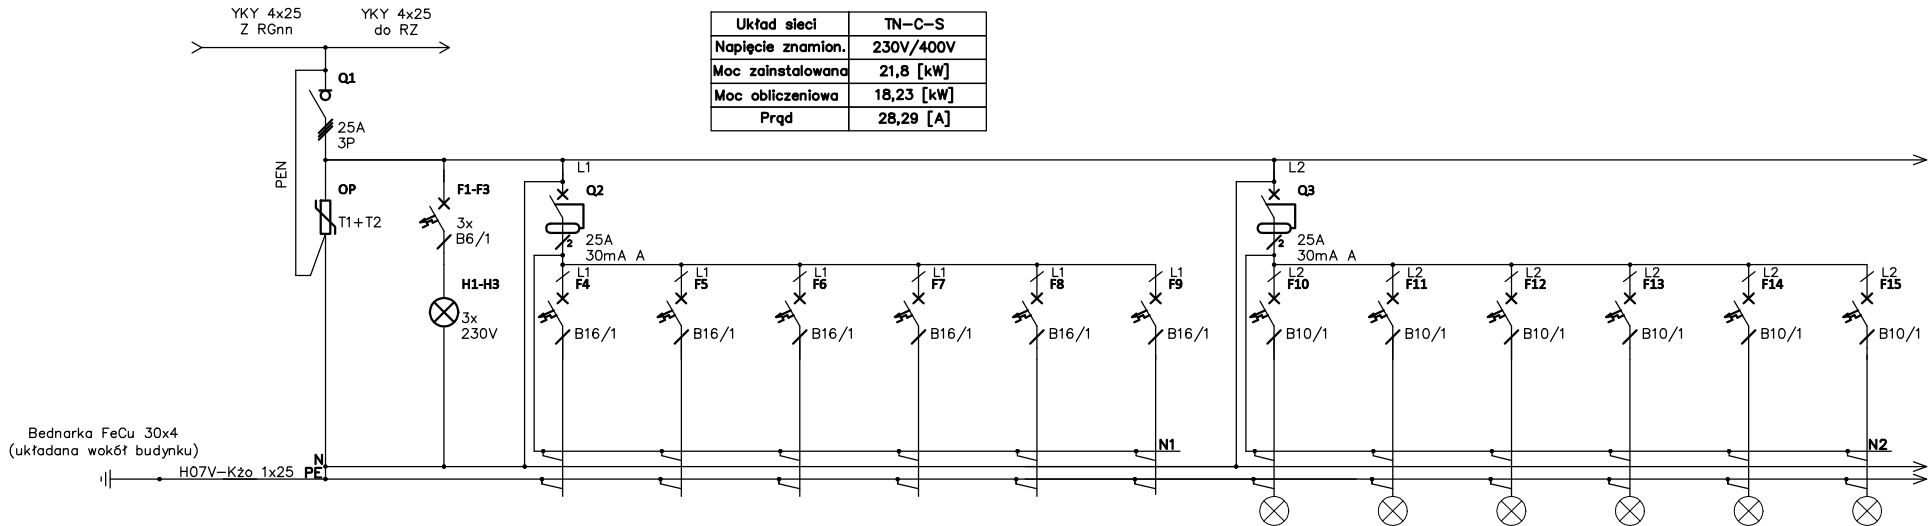 YKY 4x25
Z RGnn
YKY 4x25
do RZ
Układ sieci TN-C-S
Napięcie znamion. 230V/400V
Moc zainstalowana 21,8 [kW]
Moc obliczeniowa 18,23 [kW]
Prąd 28,29 [A]
Q1
25A
3P
PEN
OP
T1+T2
F1-F3
3x
B6/1
H1-H3
3x
230V
L1
Q2
2
25A
30mA A
L1
F4
B16/1
L1
F5
B16/1
L1
F6
B16/1
L1
F7
B16/1
L1
F8
B16/1
L1
F9
B16/1
N1
L2
Q3
2
25A
30mA A
L2
F10
B10/1
L2
F11
B10/1
L2
F12
B10/1
L2
F13
B10/1
L2
F14
B10/1
L2
F15
B10/1
N2
Bednarka FeCu 30x4
(układana wokół budynku)
H07V-Kżo 1x25
N
PE